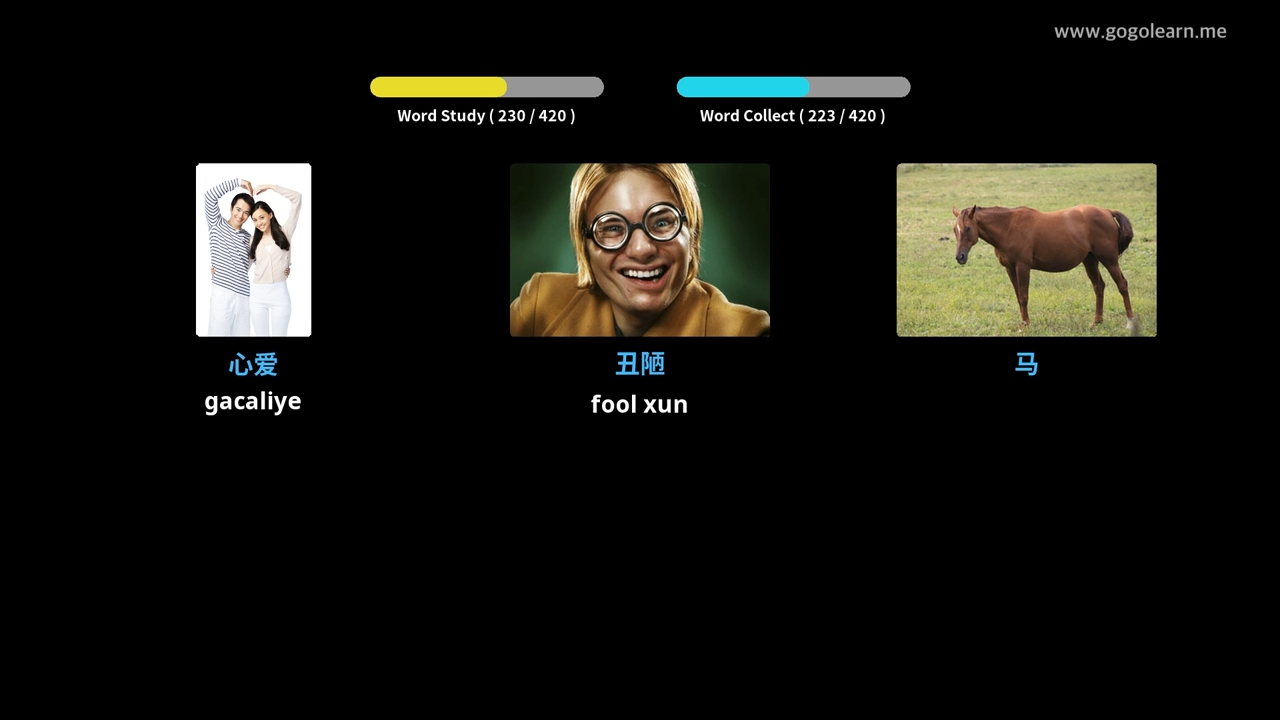 www.gogolearn.me
Word Study ( 230 / 420 )
Word Collect ( 223 / 420 )
心爱
丑陋
马
gacaliye
fool xun